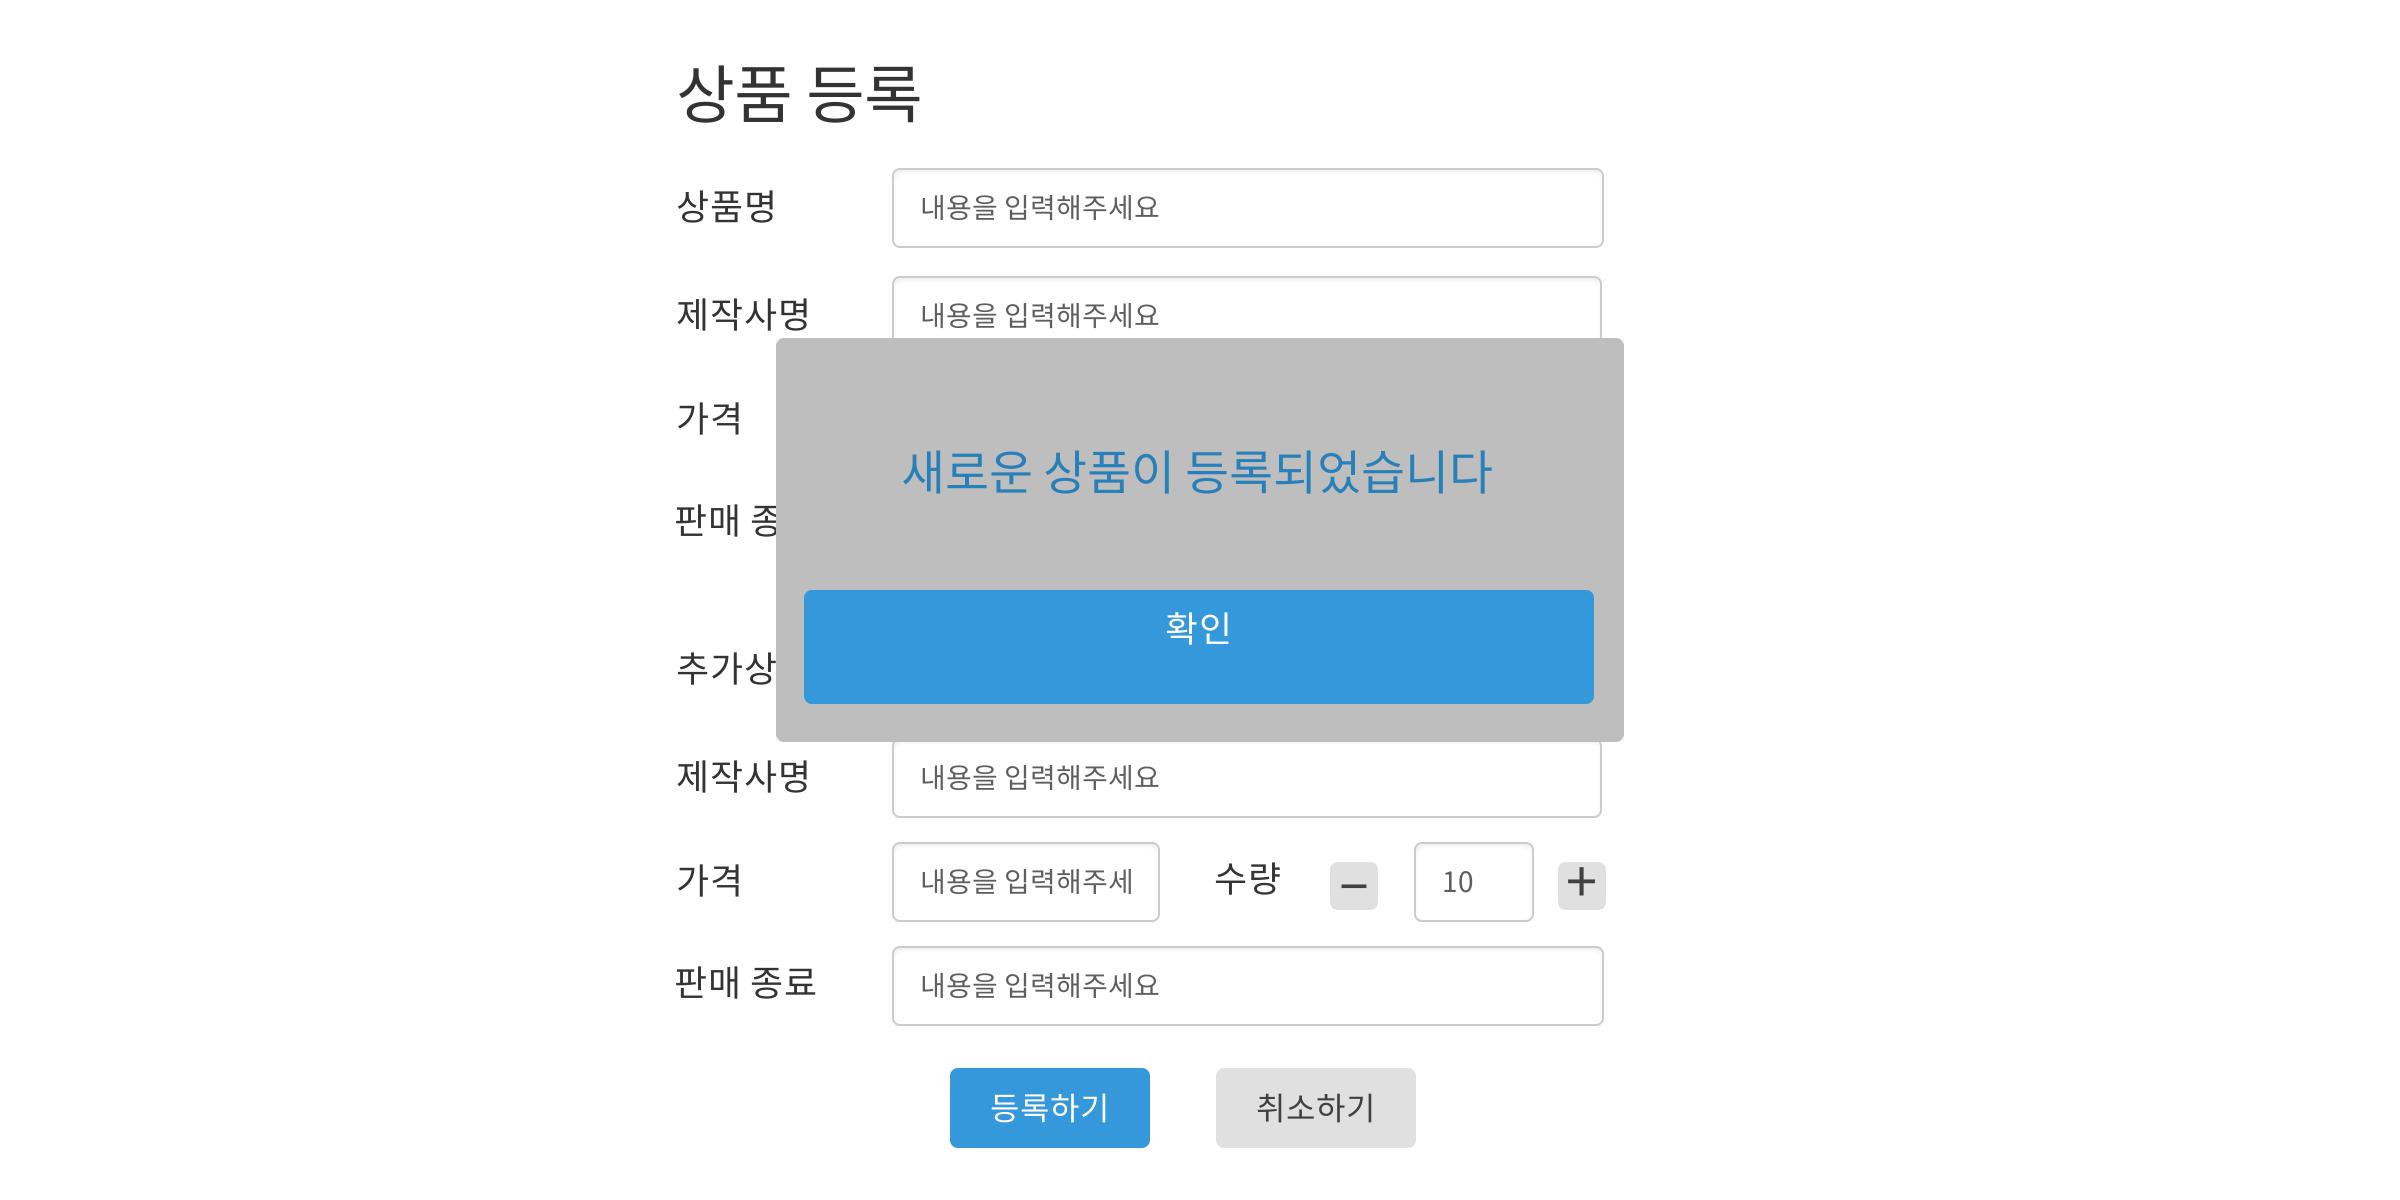 상품 등록
상품명 내용을 입력해주세요
제작사명 내용을 입력해주세요
가격
새로운 상품이 등록되었습니다
판매 종
확인
추가상
제작사명 내용을 입력해주세요
가격 내용을 입력해주세 수량 − 10 +
판매 종료 내용을 입력해주세요
등록하기 취소하기